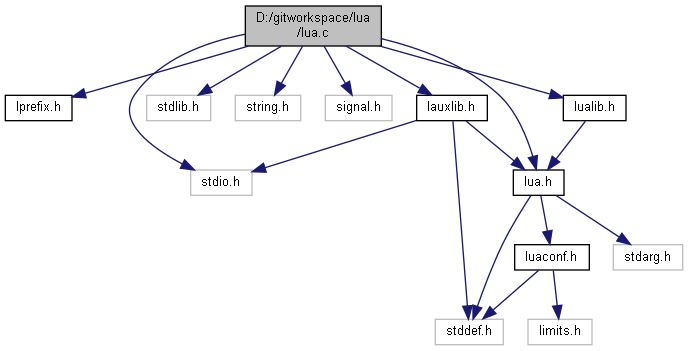 D:/gitworkspace/lua
/lua.c
lprefix.h
stdlib.h
string.h
signal.h
lauxlib.h
lualib.h
stdio.h
lua.h
luaconf.h
stdarg.h
stddef.h
limits.h